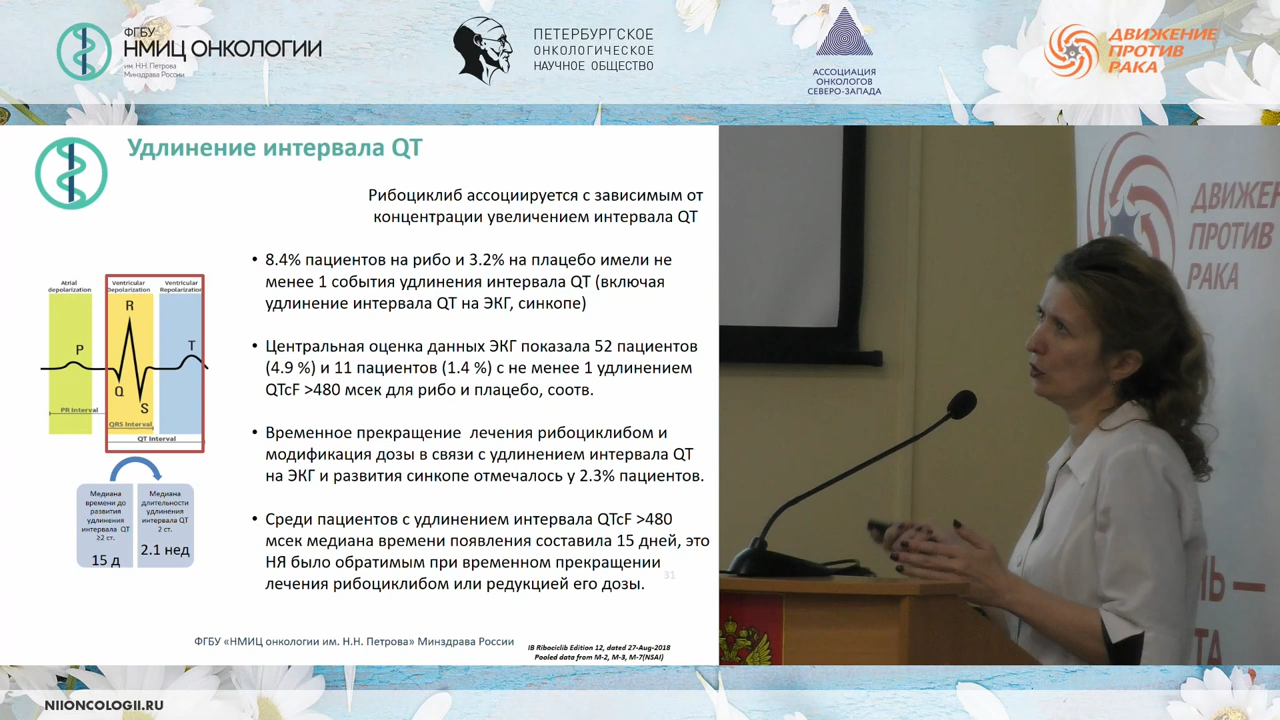 ФГБУ
НМИЦ ОНКОЛОГИИ
им. Н.Н. Петрова
Минздрава России
ПЕТЕРБУРГСКОЕ
ОНКОЛОГИЧЕСКОЕ
НАУЧНОЕ ОБЩЕСТВО
АССОЦИАЦИЯ
ОНКОЛОГОВ
СЕВЕРО-ЗАПАДА
ДВИЖЕНИЕ
ПРОТИВ
РАКА
Удлинение интервала QT
Рибоциклиб ассоциируется с зависимым от
концентрации увеличением интервала QT
• 8.4% пациентов на рибо и 3.2% на плацебо имели не
менее 1 события удлинения интервала QT (включая
удлинение интервала QT на ЭКГ, синкопе)
• Центральная оценка данных ЭКГ показала 52 пациентов
(4.9 %) и 11 пациентов (1.4 %) с не менее 1 удлинением
QTcF >480 мсек для рибо и плацебо, соотв.
• Временное прекращение лечения рибоциклибом и
модификация дозы в связи с удлинением интервала QT
на ЭКГ и развития синкопе отмечалось у 2.3% пациентов.
• Среди пациентов с удлинением интервала QTcF >480
мсек медиана времени появления составила 15 дней, это
НЯ было обратимым при временном прекращении
лечения рибоциклибом или редукцией его дозы.
31
Atrial
depolarization
Ventricular
Depolarization
Ventricular
Repolarization
R
P
T
Q
S
PR Interval
QRS Interval
QT Interval
Медиана
времени до
развития
удлинения
интервала QT
≥2 ст.
15 д
Медиана
длительности
удлинения
интервала QT
2 ст.
2.1 нед
ФГБУ «НМИЦ онкологии им. Н.Н. Петрова» Минздрава России
IB Ribociclib Edition 12, dated 27-Aug-2018
Pooled data from M-2, M-3, M-7(NSAI)
ДВИЖЕН
ПРОТИВ
РАКА
NIIONCOLOGII.RU